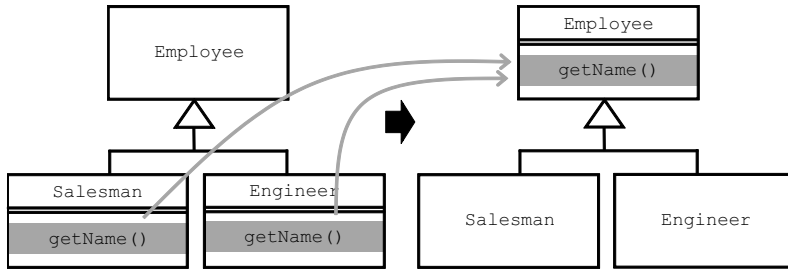 Employee
Salesman
getName()
Engineer
getName()
Employee
getName()
Salesman
Engineer